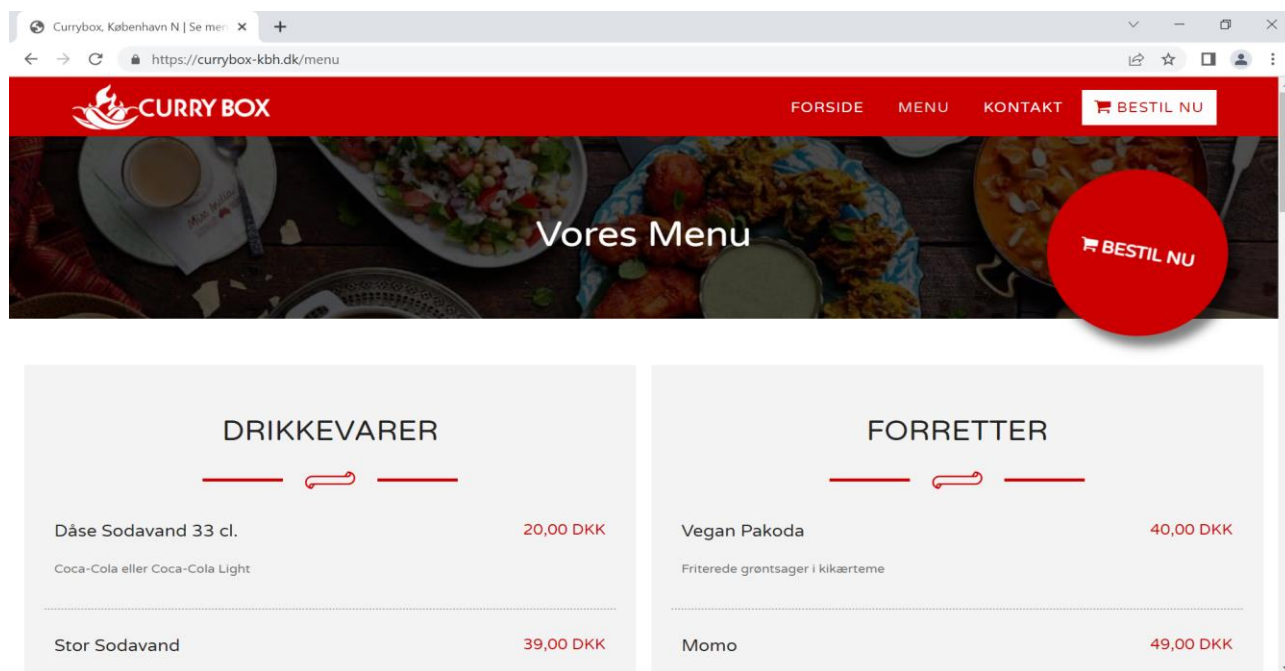 Currybox, København N | Se men
https://currybox-kbh.dk/menu
CURRY BOX
FORSIDE MENU KONTAKT BESTIL NU
Miss India
Vores Menu
BESTIL NU
DRIKKEVARER
Dåse Sodavand 33 cl. 20,00 DKK
Coca-Cola eller Coca-Cola Light
Stor Sodavand 39,00 DKK
FORRETTER
Vegan Pakoda 40,00 DKK
Friterede grøntsager i kikærteme
Momo 49,00 DKK